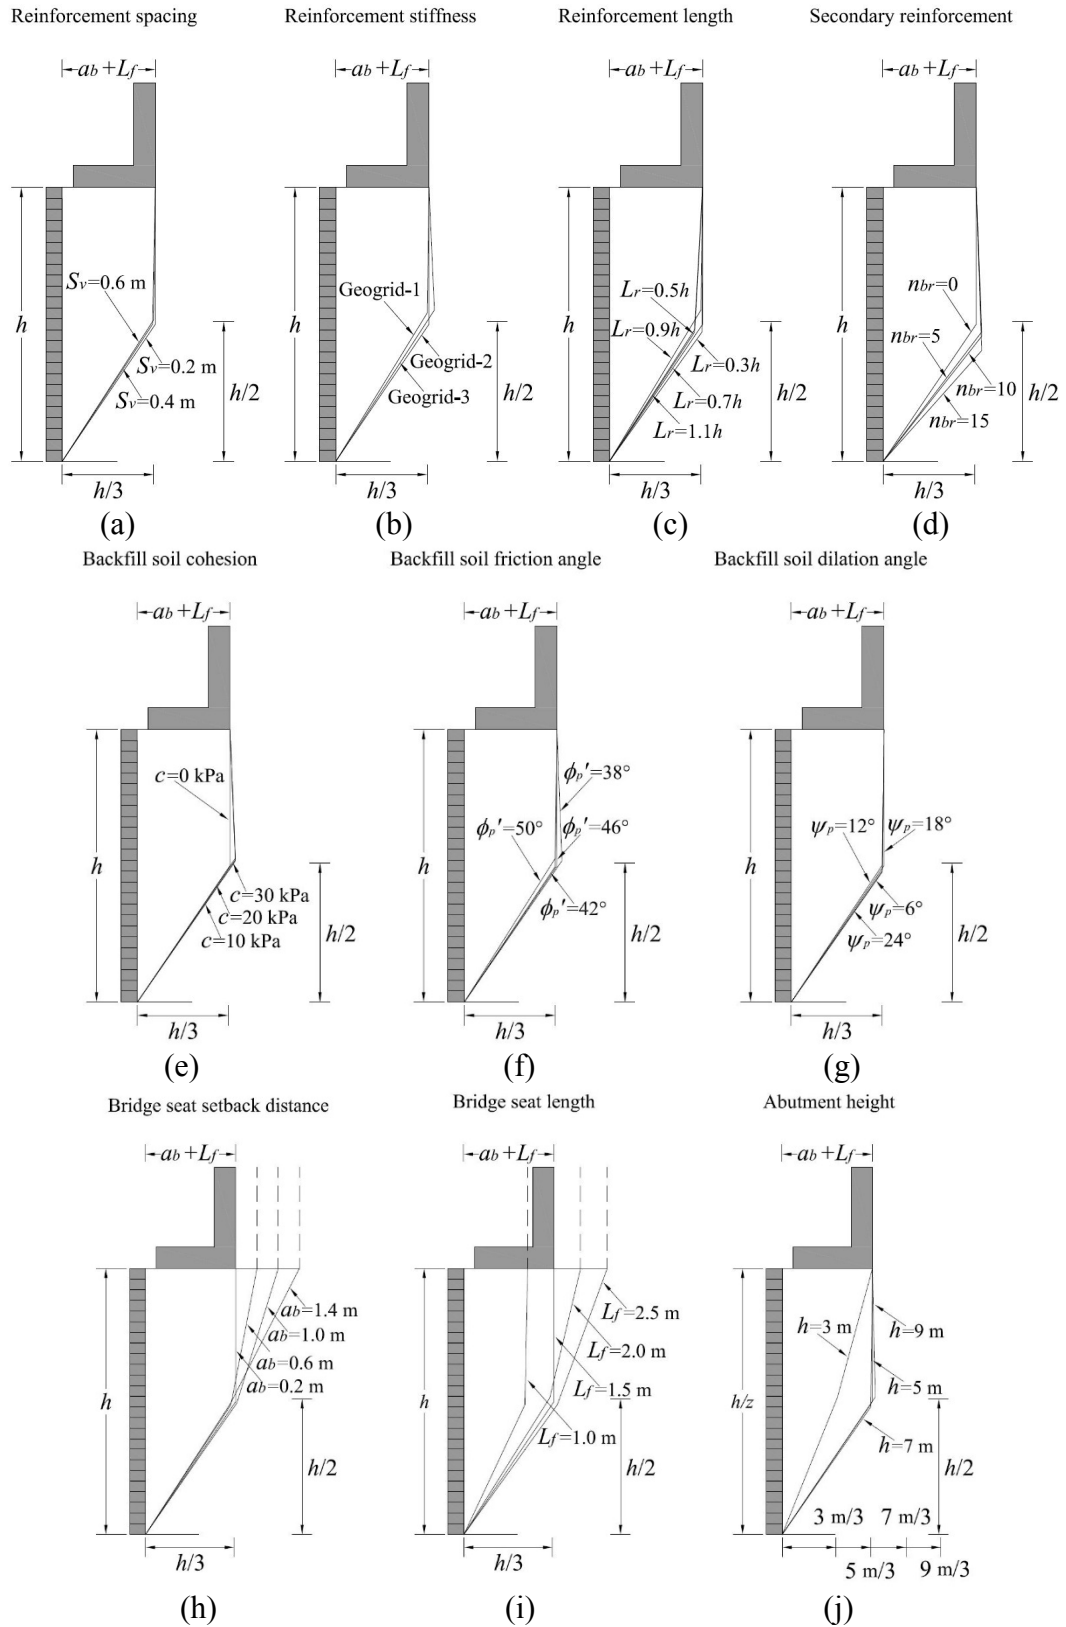 Reinforcement spacing
Reinforcement stiffness
Reinforcement length
Secondary reinforcement
ab+Lf
ab+Lf
ab+Lf
ab+Lf
Sv=0.6 m
Sv=0.2 m
Sv=0.4 m
h
h/2
h/3
Geogrid-1
Geogrid-2
Geogrid-3
h
h/2
h/3
Lr=0.5h
Lr=0.9h
Lr=0.3h
Lr=0.7h
Lr=1.1h
h
h/2
h/3
nbr=0
nbr=5
nbr=10
nbr=15
h
h/2
h/3
(a)
(b)
(c)
(d)
Backfill soil cohesion
Backfill soil friction angle
Backfill soil dilation angle
ab+Lf
ab+Lf
ab+Lf
c=0 kPa
c=30 kPa
c=20 kPa
c=10 kPa
h
h/2
h/3
ϕp'=38°
ϕp'=50°
ϕp'=46°
ϕp'=42°
h
h/2
h/3
ψp=12°
ψp=18°
ψp=6°
ψp=24°
h
h/2
h/3
(e)
(f)
(g)
Bridge seat setback distance
Bridge seat length
Abutment height
ab+Lf
ab+Lf
ab+Lf
ab=1.4 m
ab=1.0 m
ab=0.6 m
ab=0.2 m
h
h/2
h/3
Lf=2.5 m
Lf=2.0 m
Lf=1.5 m
Lf=1.0 m
h
h/2
h/3
h=3 m
h=9 m
h=5 m
h=7 m
h/z
h/2
3 m/3
7 m/3
5 m/3
9 m/3
(h)
(i)
(j)